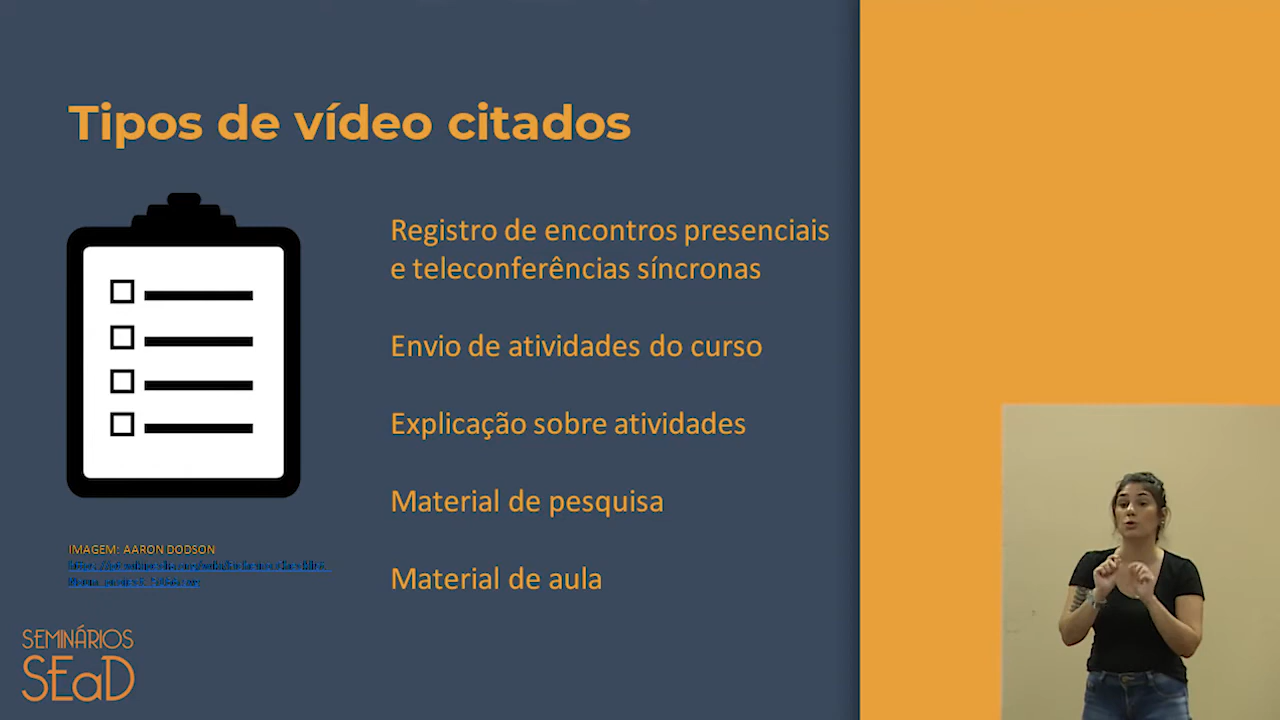 Tipos de vídeo citados
Registro de encontros presenciais
e teleconferências síncronas
Envio de atividades do curso
Explicação sobre atividades
Material de pesquisa
Material de aula
IMAGEM: AARON DODSON
SEMINÁRIOS
SEaD